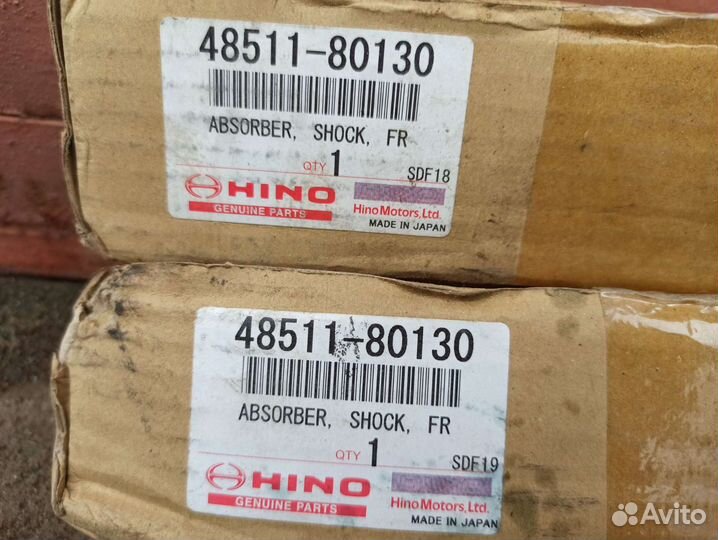 48511-80130
ABSORBER, SHOCK, FR
QTY 1 SDF18
HINO
GENUINE PARTS
Hino Motors, Ltd.
MADE IN JAPAN
48511-80130
ABSORBER, SHOCK, FR
QTY 1 SDF19
HINO
GENUINE PARTS
Hino Motors, Ltd.
MADE IN JAPAN
Avito